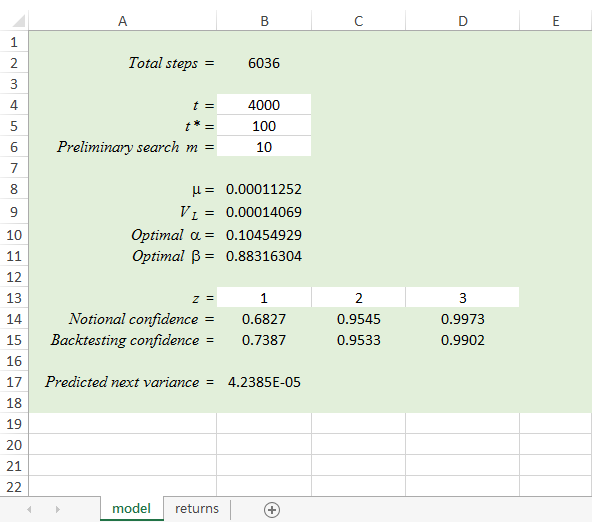 A B C D E
1
2 Total steps = 6036
3
4 t = 4000
5 t* = 100
6 Preliminary search m = 10
7
8 μ = 0.00011252
9 V_L = 0.00014069
10 Optimal α = 0.10454929
11 Optimal β = 0.88316304
12
13 z = 1 2 3
14 Notional confidence = 0.6827 0.9545 0.9973
15 Backtesting confidence = 0.7387 0.9533 0.9902
16
17 Predicted next variance = 4.2385E-05
18
19
20
21
22
model returns